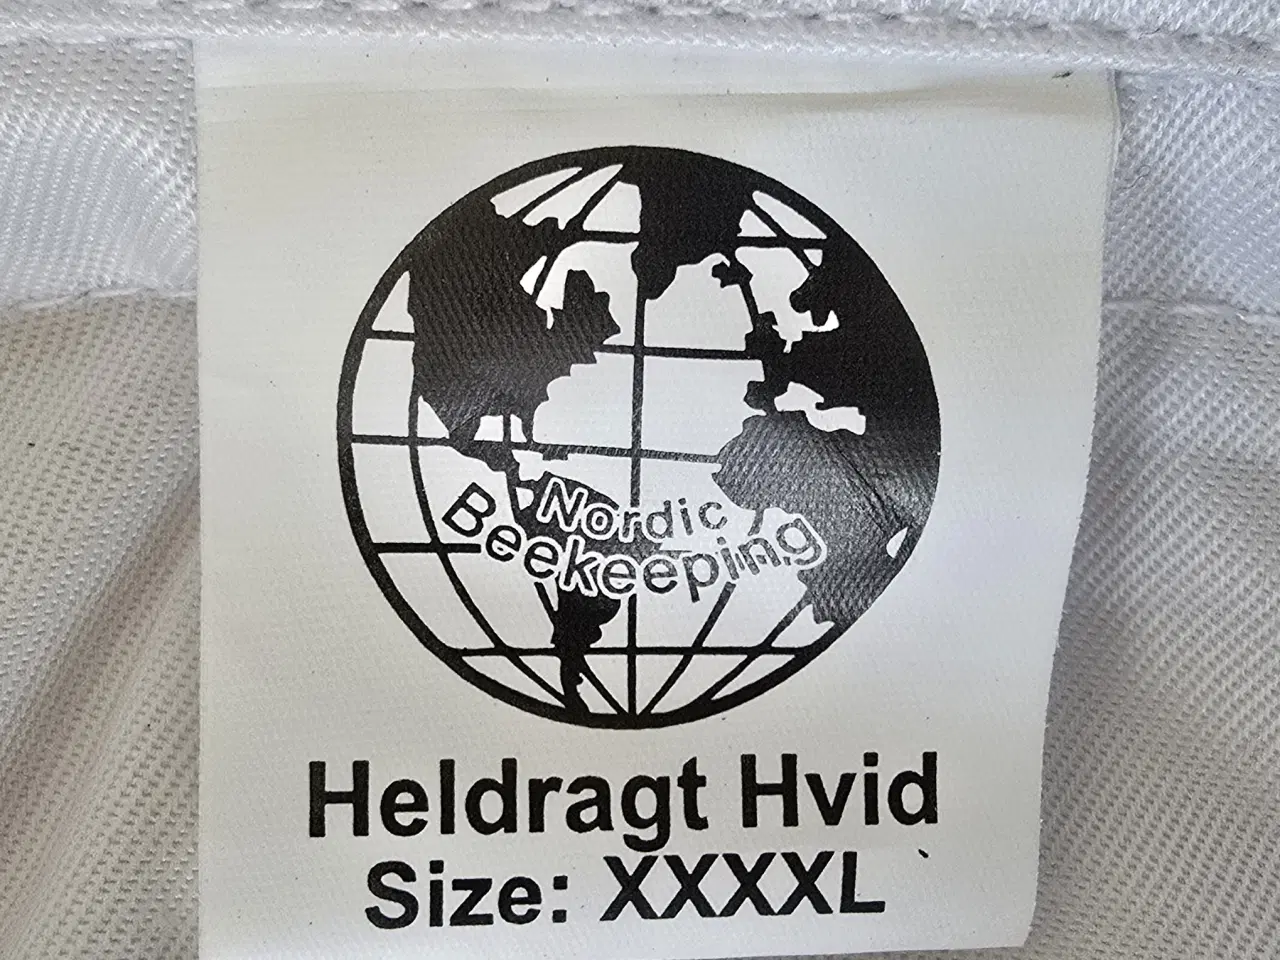 Nordic
Beekeeping
Heldragt Hvid
Size: XXXXL